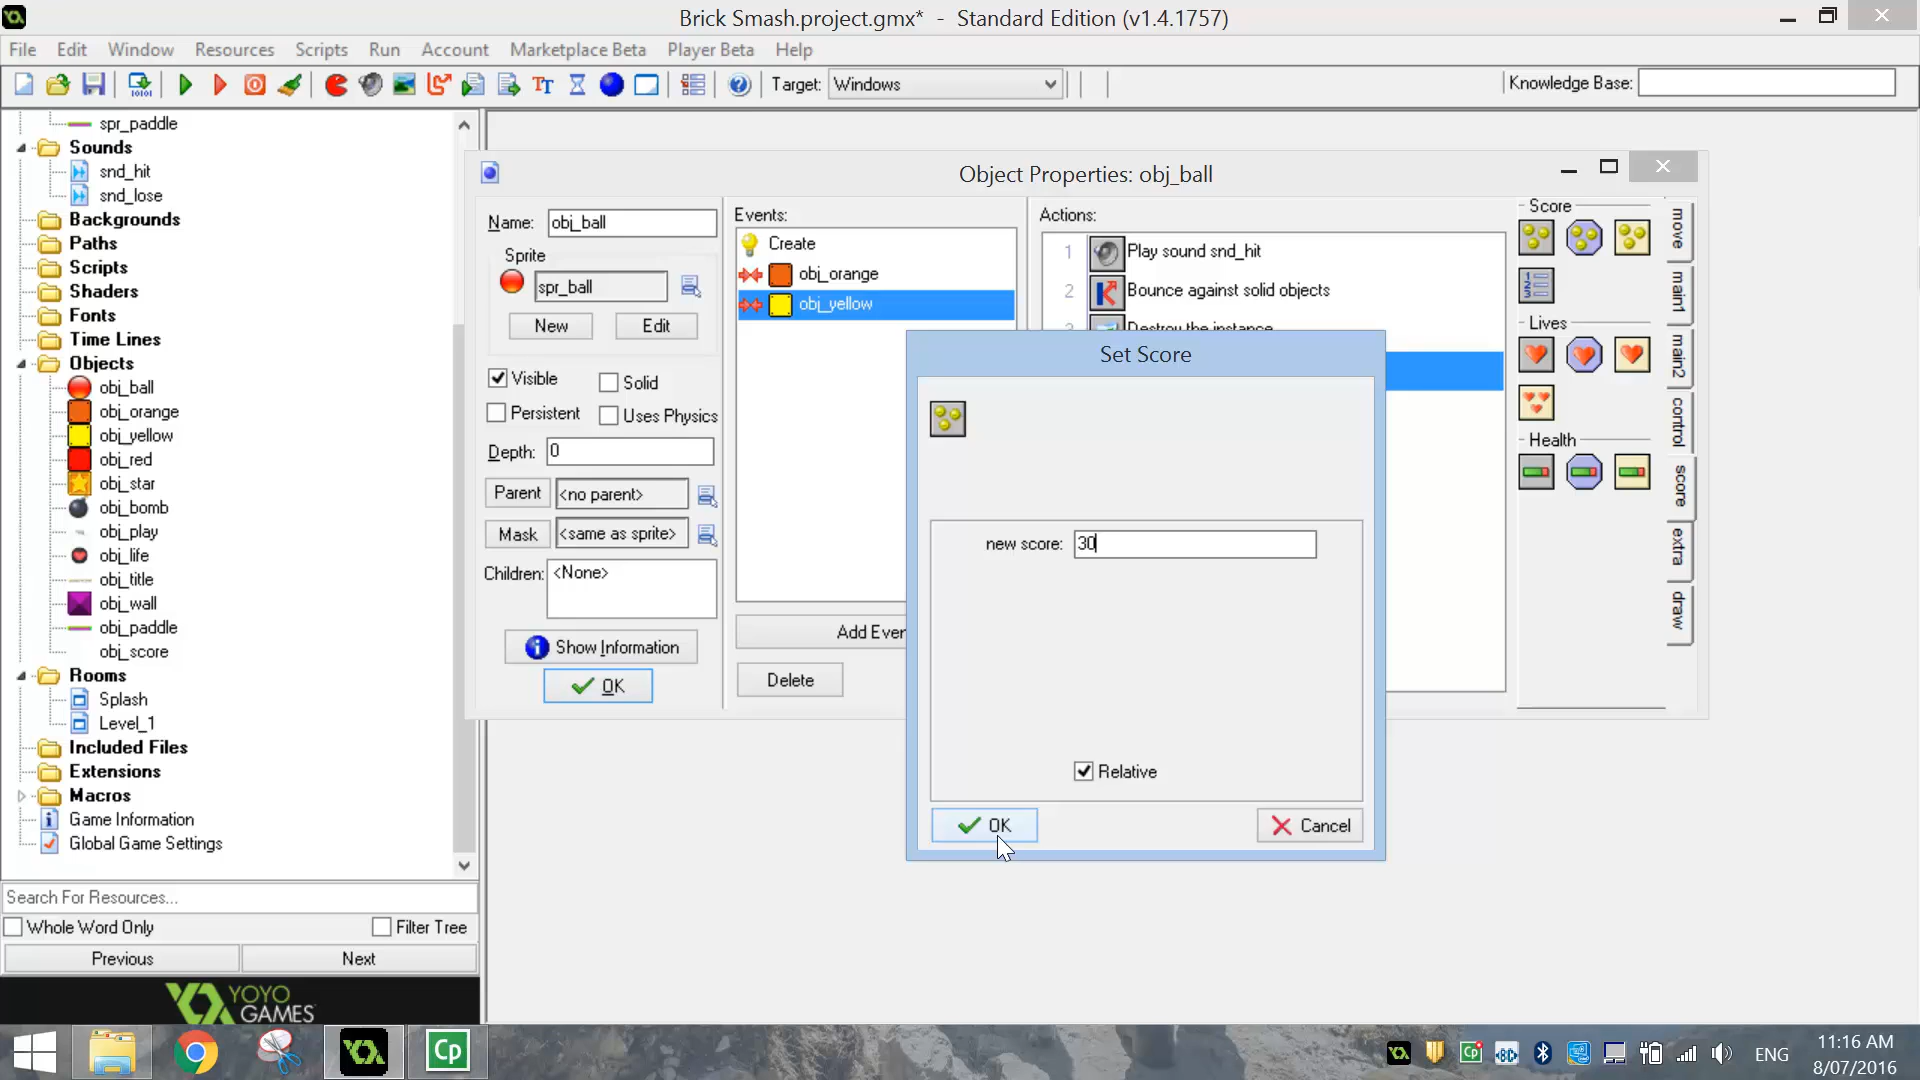 Brick Smash.project.gmx* - Standard Edition (v1.4.1757)
File Edit Window Resources Scripts Run Account Marketplace Beta Player Beta Help
Target: Windows
Knowledge Base:
spr_paddle
Sounds
snd_hit
snd_lose
Backgrounds
Paths
Scripts
Shaders
Fonts
Time Lines
Objects
obj_ball
obj_orange
obj_yellow
obj_red
obj_star
obj_bomb
obj_play
obj_life
obj_title
obj_wall
obj_paddle
obj_score
Rooms
Splash
Level_1
Included Files
Extensions
Macros
Game Information
Global Game Settings
Search For Resources...
Whole Word Only Filter Tree
Previous Next
YOYO
GAMES
Object Properties: obj_ball
Name: obj_ball
Sprite
spr_ball
New Edit
Visible Solid
Persistent Uses Physics
Depth: 0
Parent <no parent>
Mask <same as sprite>
Children: <None>
Show Information
OK
Events:
Create
obj_orange
obj_yellow
Add Even
Delete
Actions:
1 Play sound snd_hit
2 Bounce against solid objects
3 Destroy the instance
Set Score
new score: 30
Relative
OK Cancel
Score
Lives
Health
move
main1
main2
control
score
extra
draw
Cp
ENG
11:16 AM
8/07/2016